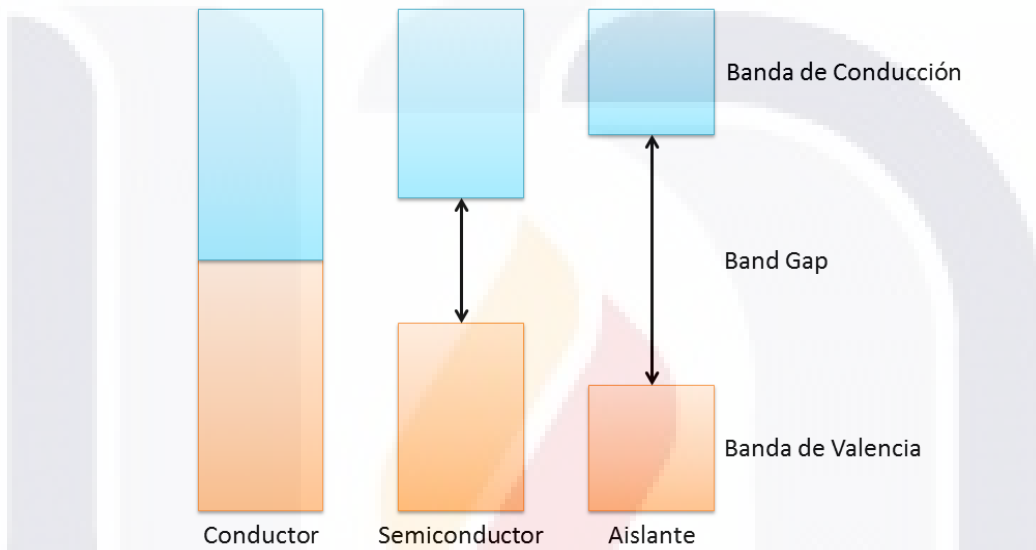 Banda de Conducción
Band Gap
Banda de Valencia
Conductor
Semiconductor
Aislante